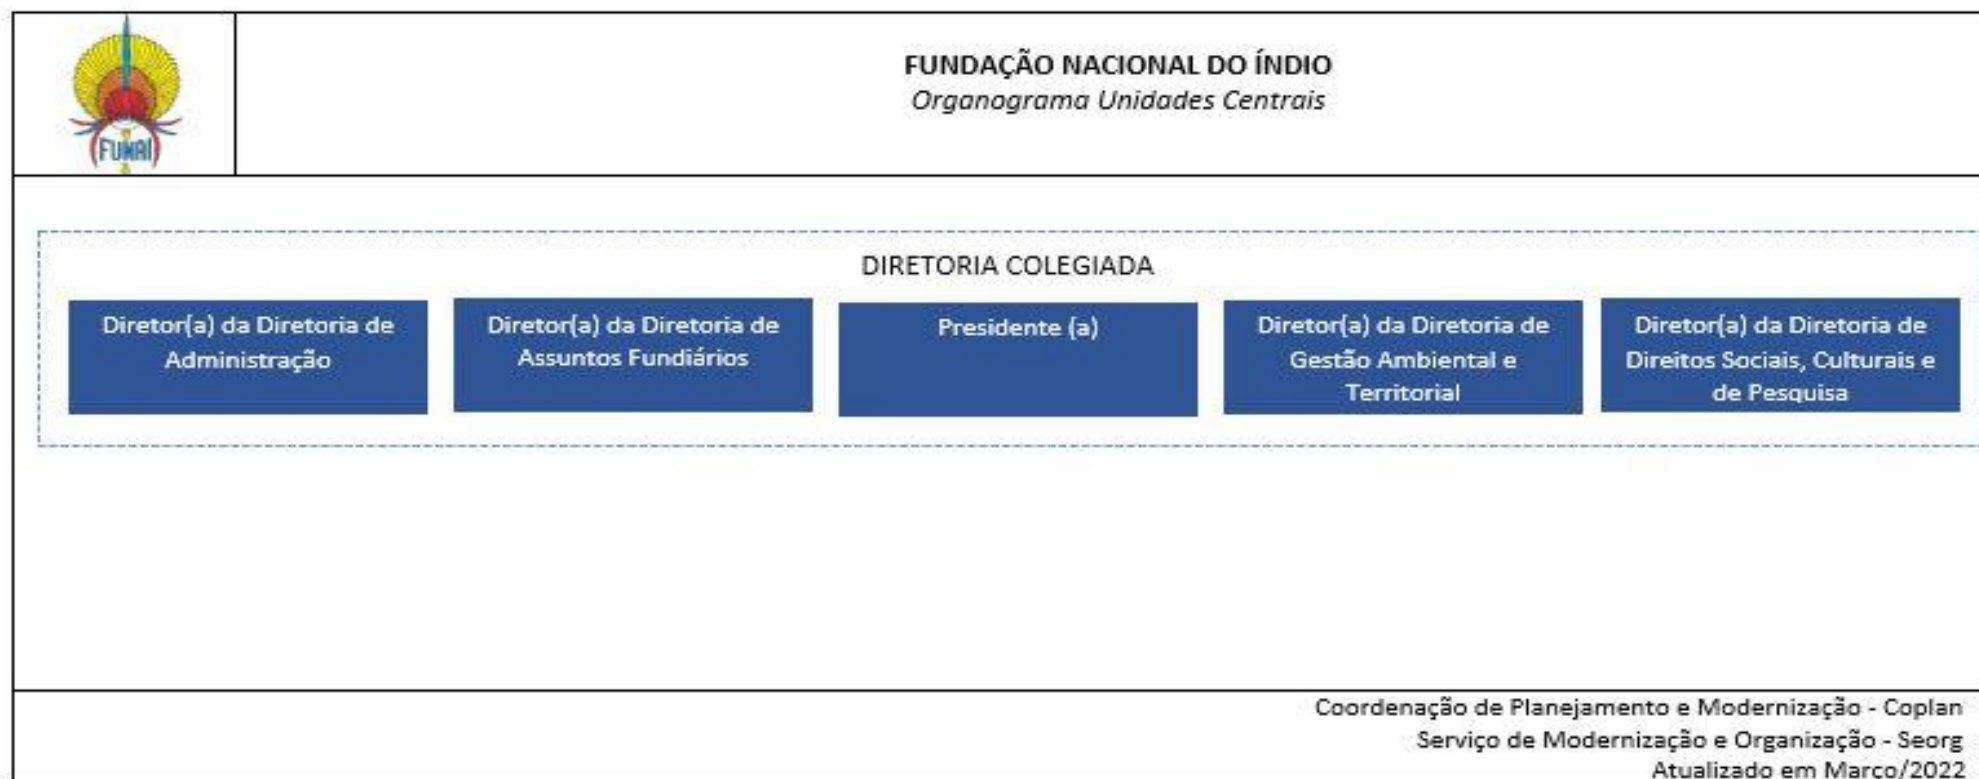 FUNAI
FUNDAÇÃO NACIONAL DO ÍNDIO
Organograma Unidades Centrais
DIRETORIA COLEGIADA
Diretor(a) da Diretoria de
Administração
Diretor(a) da Diretoria de
Assuntos Fundiários
Presidente (a)
Diretor(a) da Diretoria de
Gestão Ambiental e
Territorial
Diretor(a) da Diretoria de
Direitos Sociais, Culturais e
de Pesquisa
Coordenação de Planejamento e Modernização - Coplan
Serviço de Modernização e Organização - Seorg
Atualizado em Março/2022